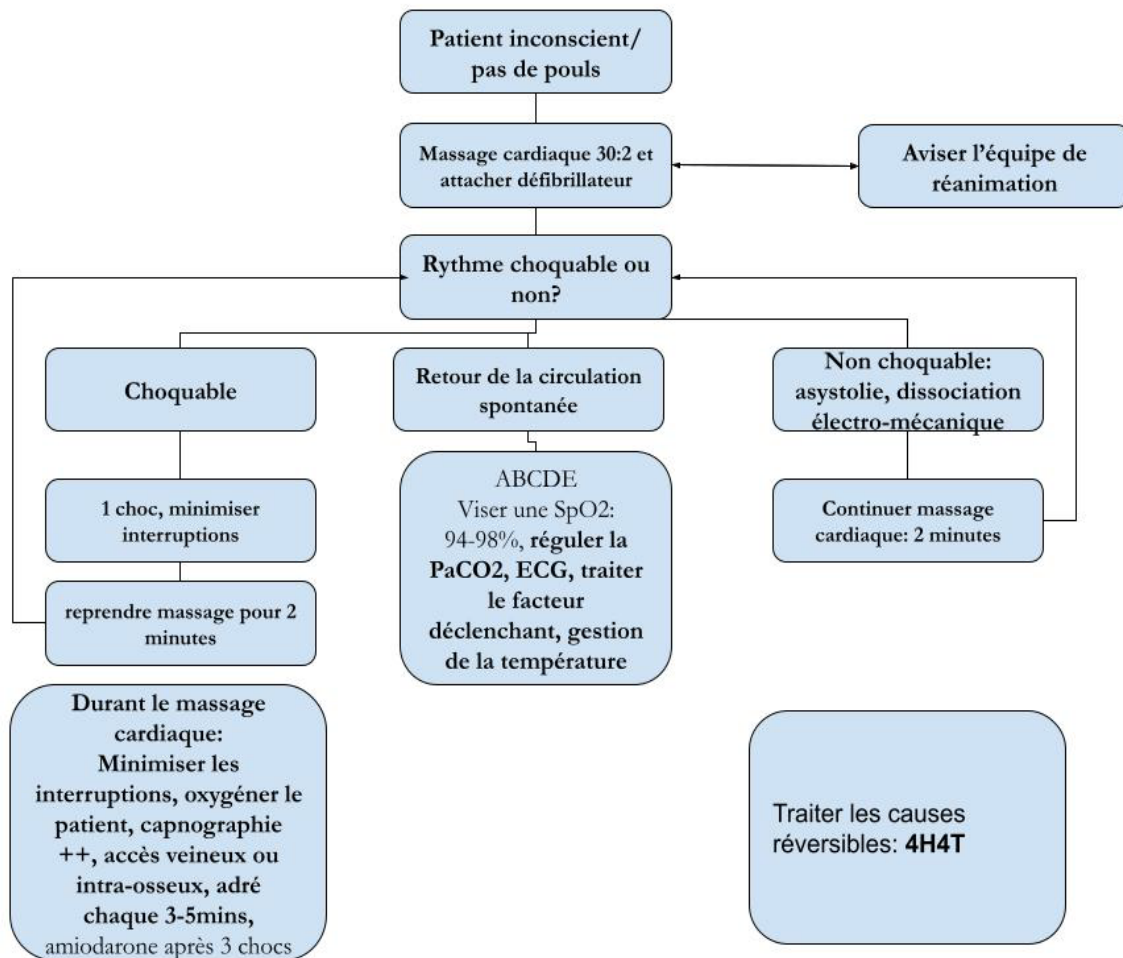 Patient inconscient/
pas de pouls
Massage cardiaque 30:2 et
attacher défibrillateur
Aviser l'équipe de
réanimation
Rythme choquable ou
non?
Choquable
Retour de la circulation
spontanée
Non choquable:
asystolie, dissociation
électro-mécanique
1 choc, minimiser
interruptions
ABCDE
Viser une SpO2:
94-98%, réguler la
PaCO2, ECG, traiter
le facteur
déclenchant, gestion
de la température
Continuer massage
cardiaque: 2 minutes
reprendre massage pour 2
minutes
Durant le massage
cardiaque:
Minimiser les
interruptions, oxygéner le
patient, capnographie
++, accès veineux ou
intra-osseux, adré
chaque 3-5mins,
amiodarone après 3 chocs
Traiter les causes
réversibles: 4H4T